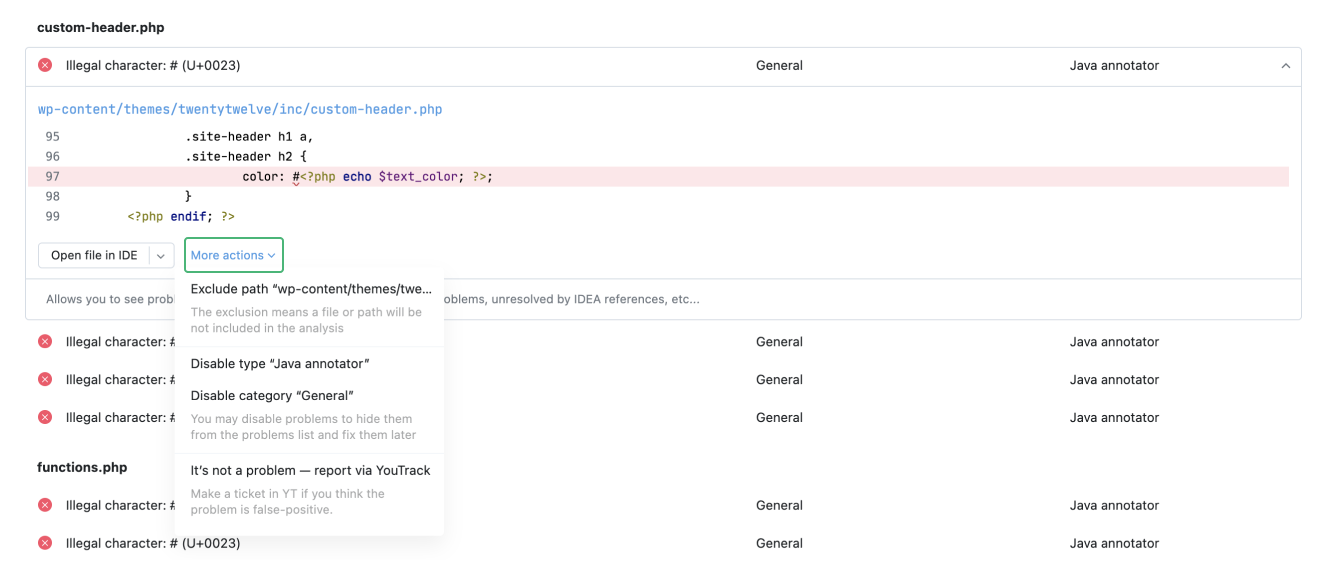 custom-header.php
Illegal character: # (U+0023) General Java annotator
wp-content/themes/twentytwelve/inc/custom-header.php
95 .site-header h1 a,
96 .site-header h2 {
97 color: #<?php echo $text_color; ?>;
98 }
99 <?php endif; ?>
Open file in IDE More actions
Exclude path “wp-content/themes/twe...
Allows you to see probl oblems, unresolved by IDEA references, etc...
The exclusion means a file or path will be
not included in the analysis
Illegal character: # General Java annotator
Disable type “Java annotator”
Illegal character: # General Java annotator
Disable category “General”
Illegal character: # General Java annotator
You may disable problems to hide them
from the problems list and fix them later
functions.php
It’s not a problem — report via YouTrack
Make a ticket in YT if you think the
Illegal character: # General Java annotator
problem is false-positive.
Illegal character: # (U+0023) General Java annotator